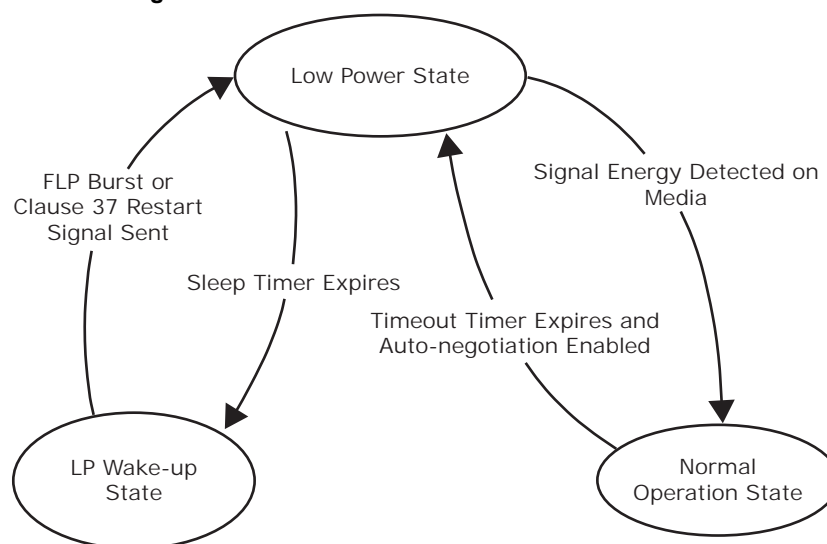 Low Power State
FLP Burst or
Clause 37 Restart
Signal Sent
Signal Energy Detected on
Media
Sleep Timer Expires
Timeout Timer Expires and
Auto-negotiation Enabled
LP Wake-up
State
Normal
Operation State